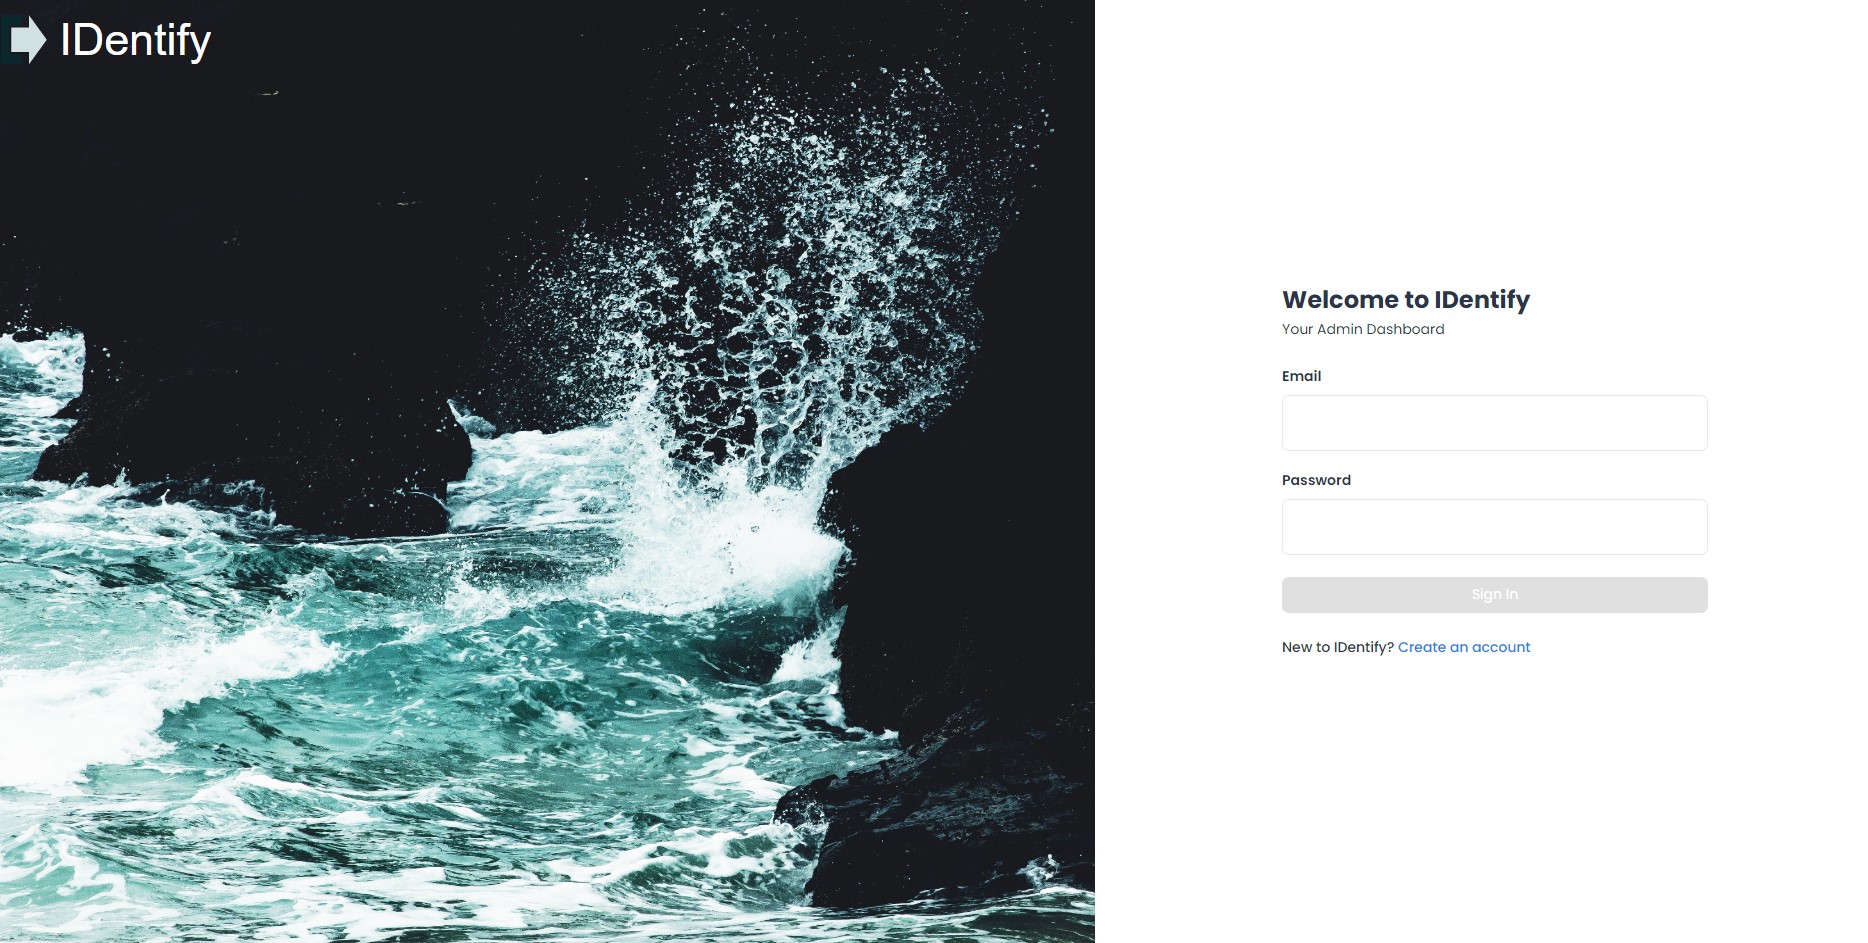 IDentify
Welcome to IDentify
Your Admin Dashboard
Email
Password
Sign In
New to IDentify? Create an account